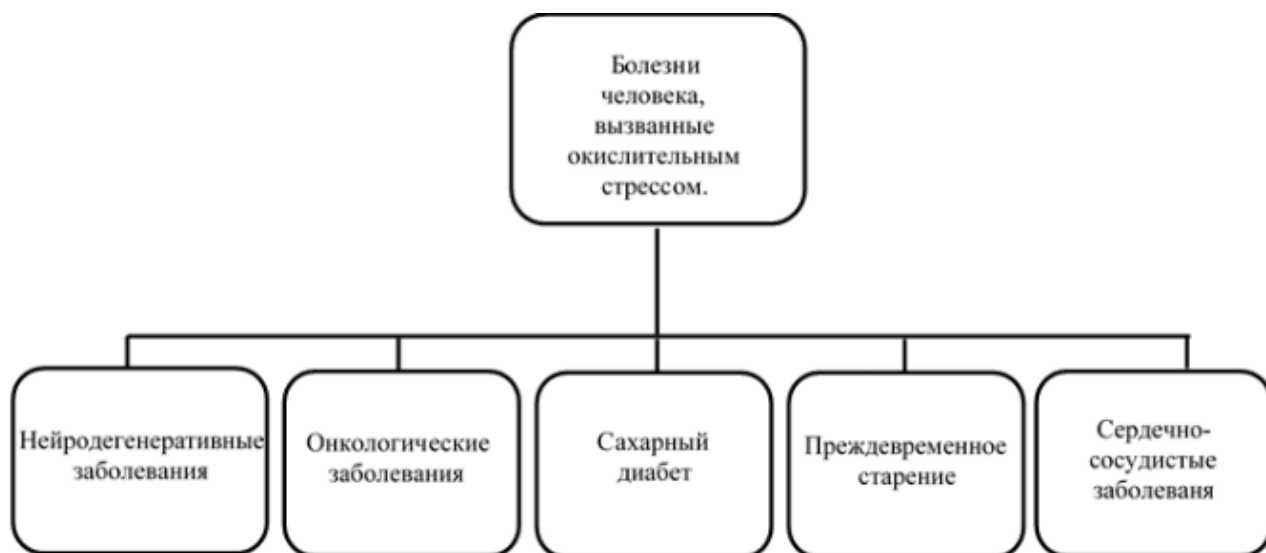 Болезни
человека,
вызванные
окислительным
стрессом.
Нейродегенеративные
заболевания
Онкологические
заболевания
Сахарный
диабет
Преждевременное
старение
Сердечно-
сосудистые
заболеваня